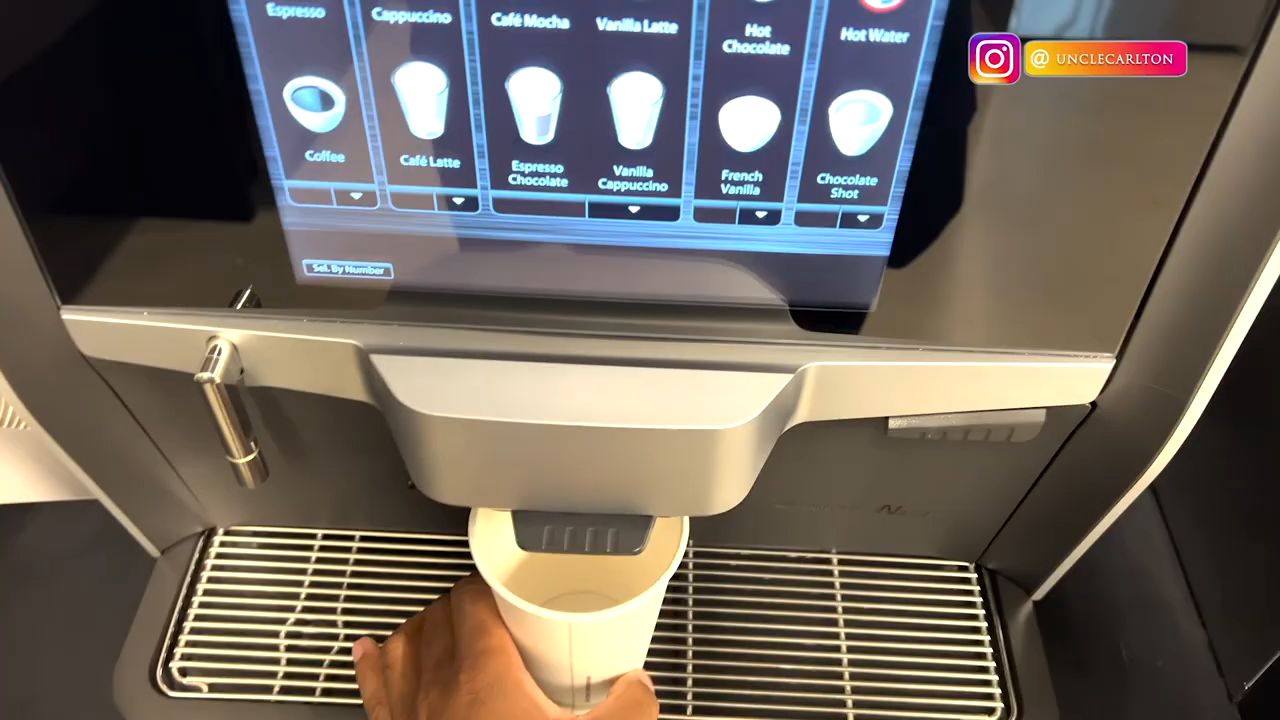 Espresso
Cappuccino
Café Mocha
Vanilla Latte
Hot
Chocolate
Hot Water
Coffee
Café Latte
Espresso
Chocolate
Vanilla
Cappuccino
French
Vanilla
Chocolate
Shot
Sel. By Number
@ UNCLECARLTON